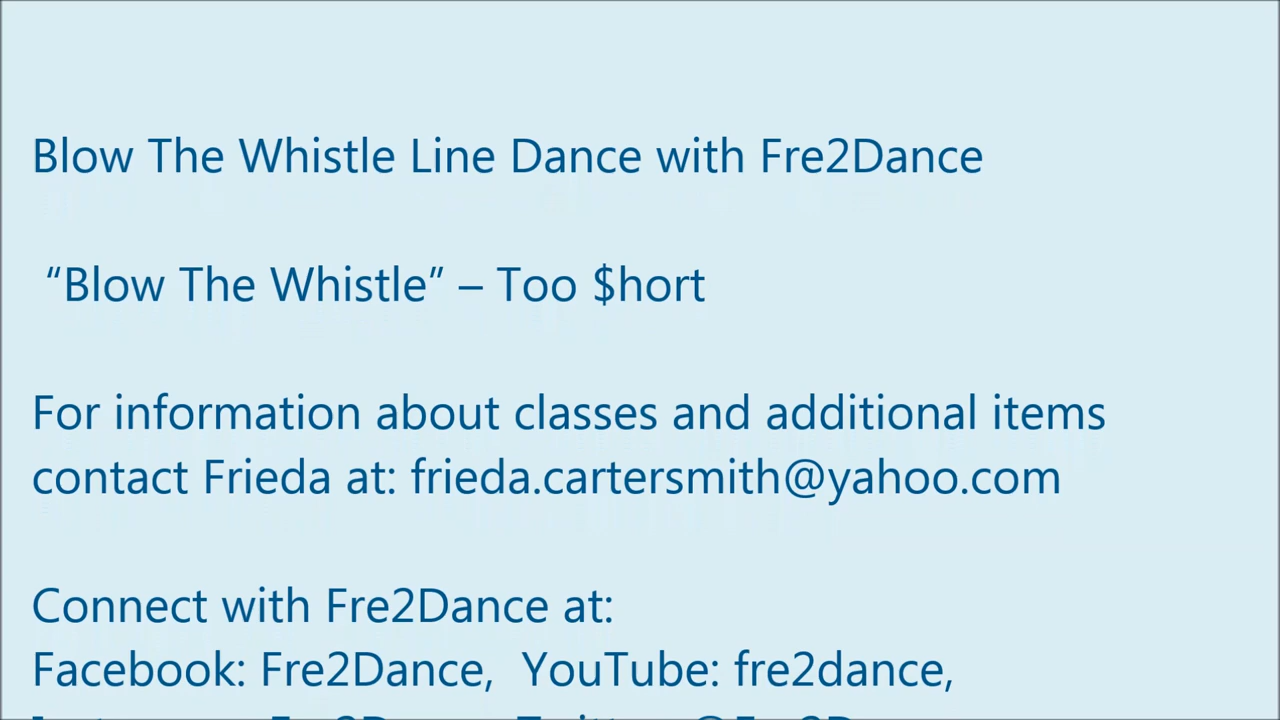 Blow The Whistle Line Dance with Fre2Dance
“Blow The Whistle” – Too $hort
For information about classes and additional items
contact Frieda at: frieda.cartersmith@yahoo.com
Connect with Fre2Dance at:
Facebook: Fre2Dance, YouTube: fre2dance,